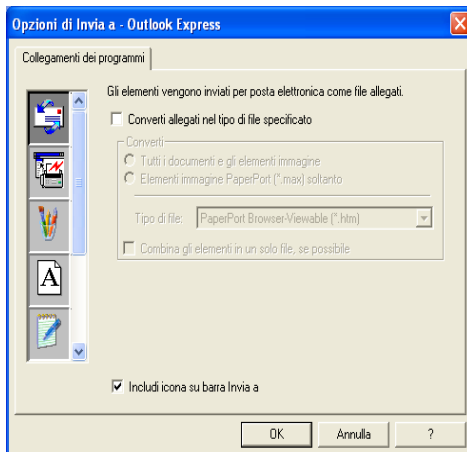 Opzioni di Invia a - Outlook Express
Collegamenti dei programmi
Gli elementi vengono inviati per posta elettronica come file allegati.
Converti allegati nel tipo di file specificato
Converti
Tutti i documenti e gli elementi immagine
Elementi immagine PaperPort (*.max) soltanto
Tipo di file: PaperPort Browser-Viewable (*.htm)
Combina gli elementi in un solo file, se possibile
A
Includi icona su barra Invia a
OK Annulla ?